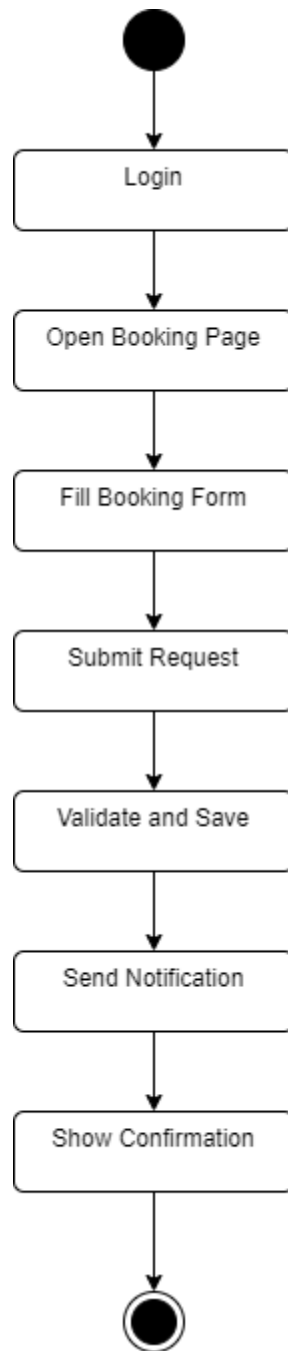 Login
Open Booking Page
Fill Booking Form
Submit Request
Validate and Save
Send Notification
Show Confirmation